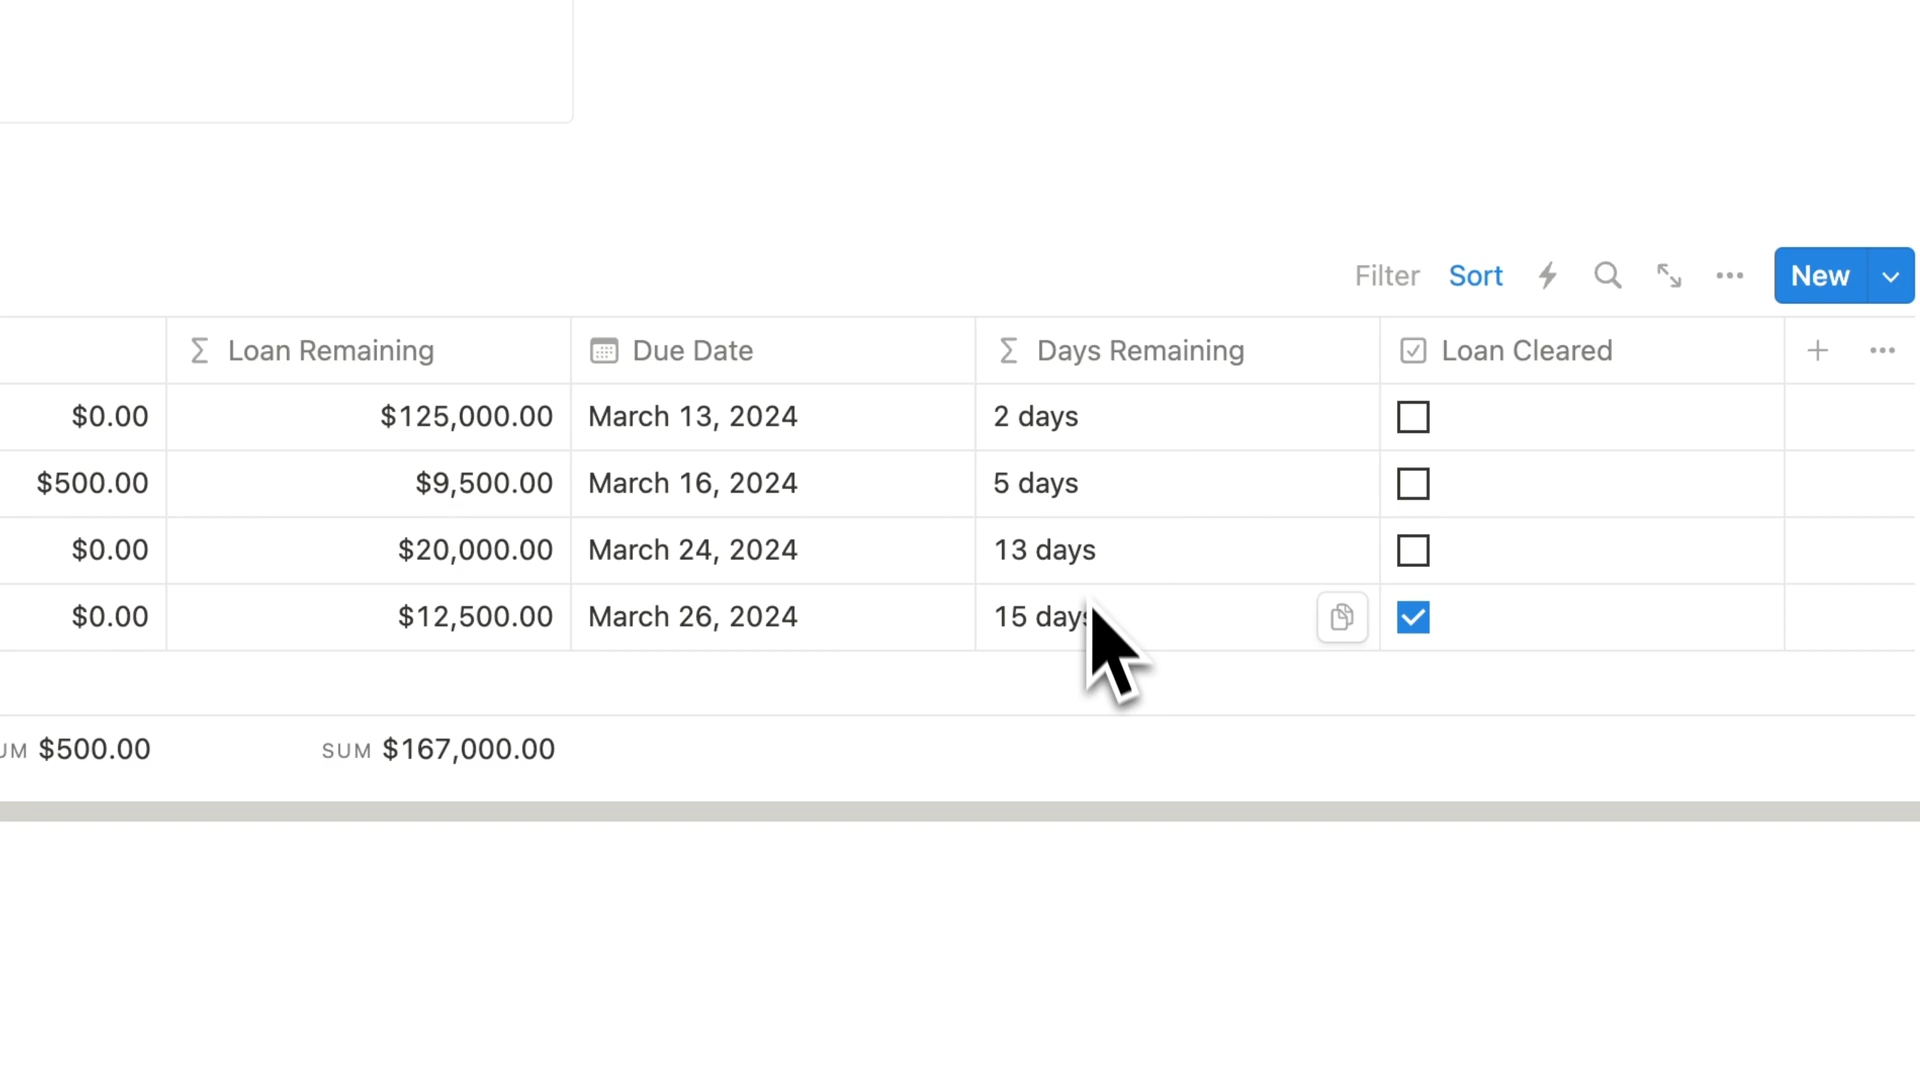 Filter Sort New
Loan Remaining Due Date Days Remaining Loan Cleared
$0.00 $125,000.00 March 13, 2024 2 days
$500.00 $9,500.00 March 16, 2024 5 days
$0.00 $20,000.00 March 24, 2024 13 days
$0.00 $12,500.00 March 26, 2024 15 days
UM $500.00 SUM $167,000.00